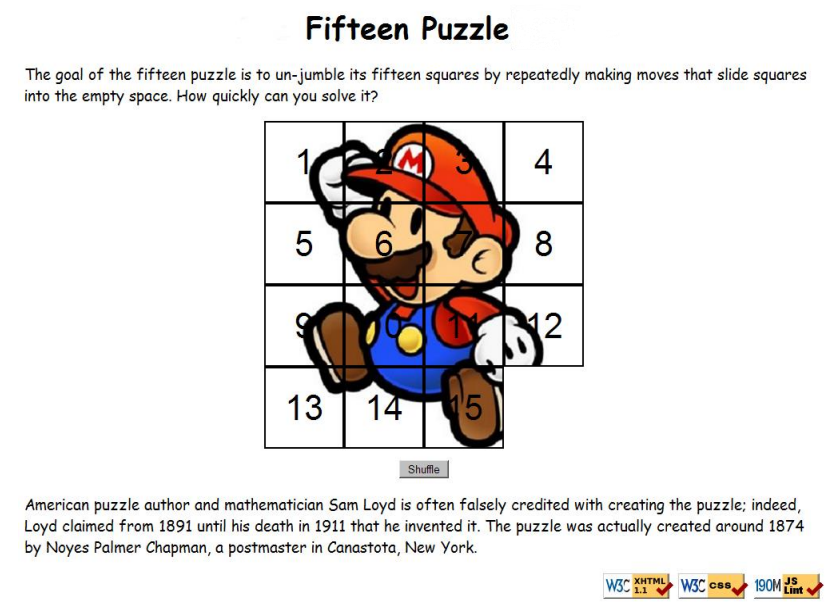 Fifteen Puzzle
The goal of the fifteen puzzle is to un-jumble its fifteen squares by repeatedly making moves that slide squares
into the empty space. How quickly can you solve it?
1 2 M 3 4
5 6 7 8
9 10 11 12
13 14 15
Shuffle
American puzzle author and mathematician Sam Loyd is often falsely credited with creating the puzzle; indeed,
Loyd claimed from 1891 until his death in 1911 that he invented it. The puzzle was actually created around 1874
by Noyes Palmer Chapman, a postmaster in Canastota, New York.
W3C XHTML 1.1 W3C css 190M JS Lint